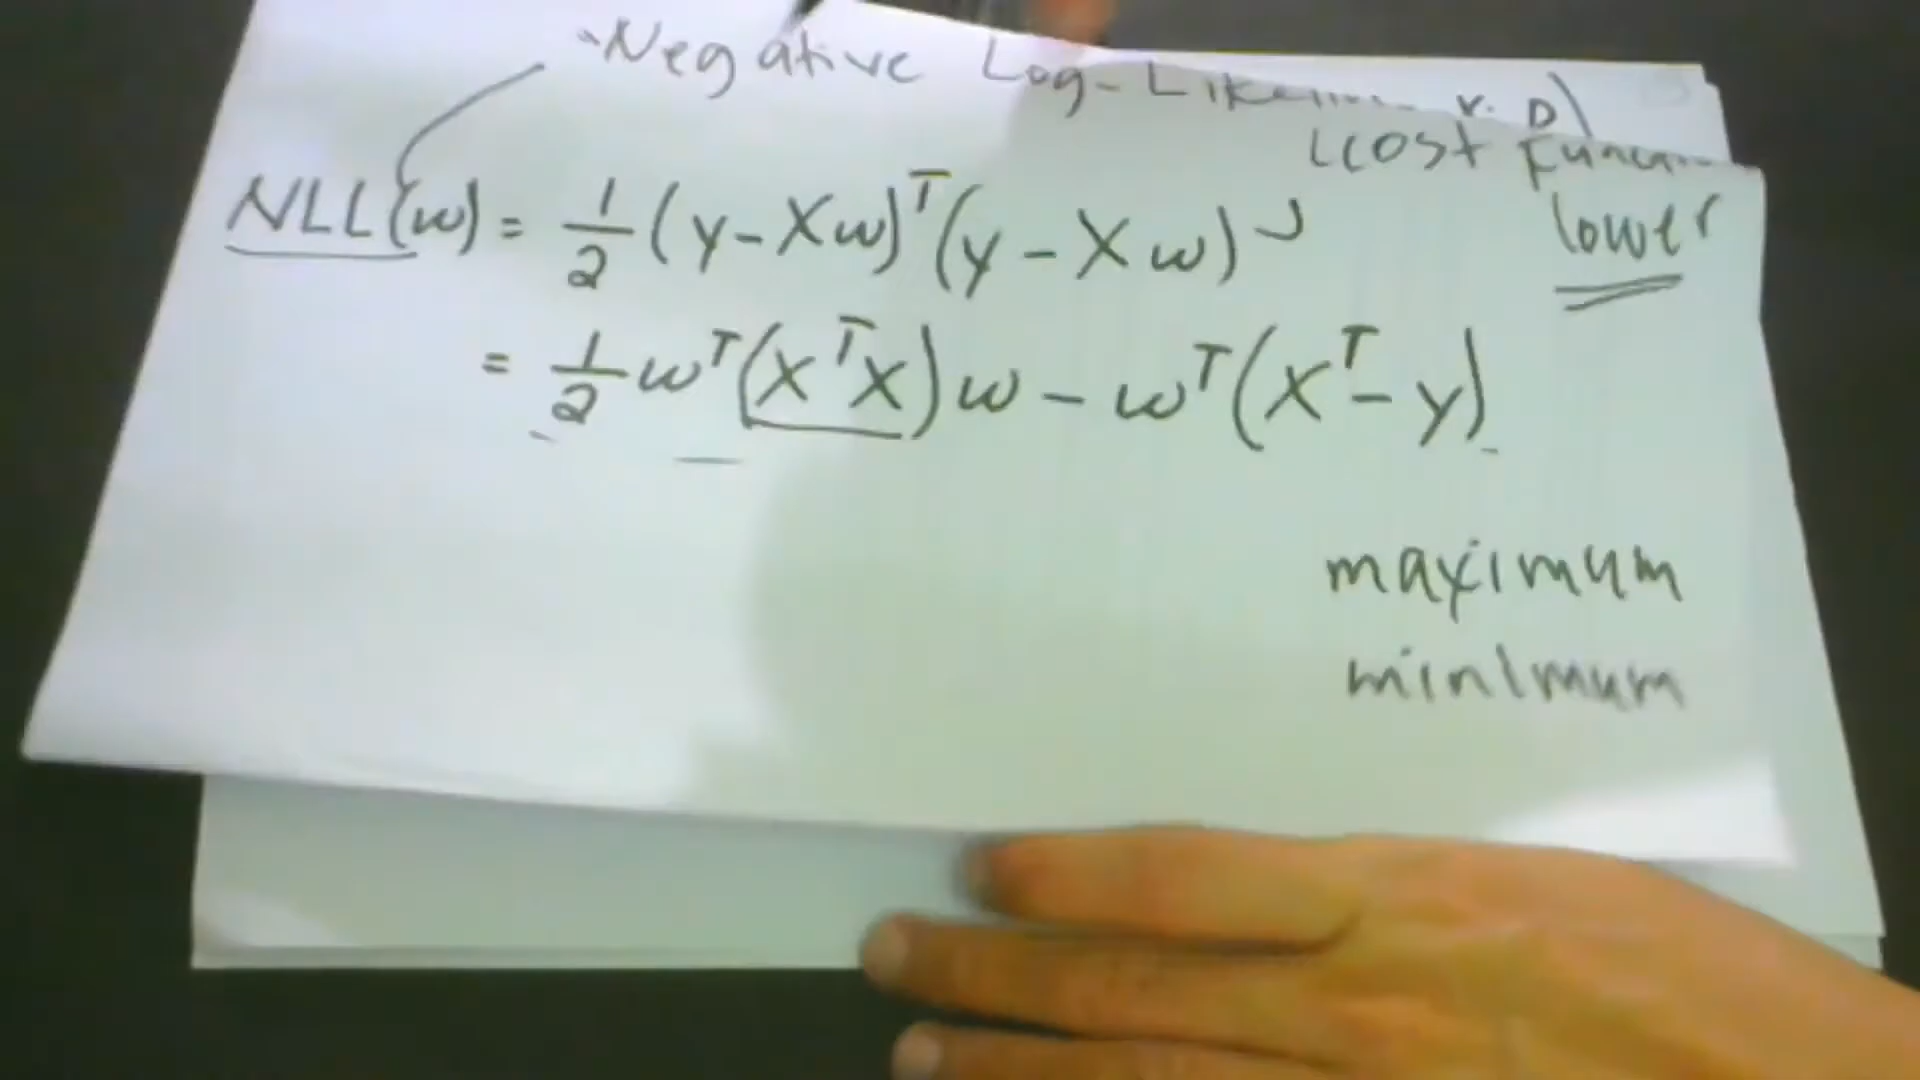 Negative Log-
(cost
NLL(w) = 1/2 (y - Xw)^T (y - Xw)
lower
= 1/2 w^T (X^T X) w - w^T (X^T - y)
maximum
minimum